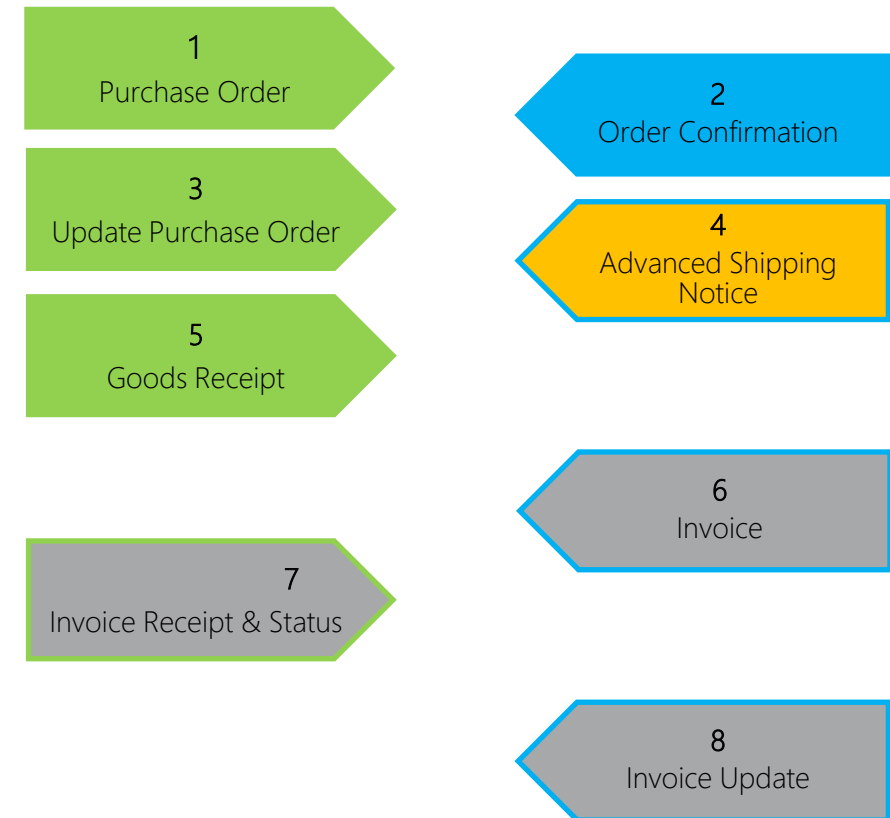 1
Purchase Order
2
Order Confirmation
3
Update Purchase Order
4
Advanced Shipping
Notice
5
Goods Receipt
6
Invoice
7
Invoice Receipt & Status
8
Invoice Update